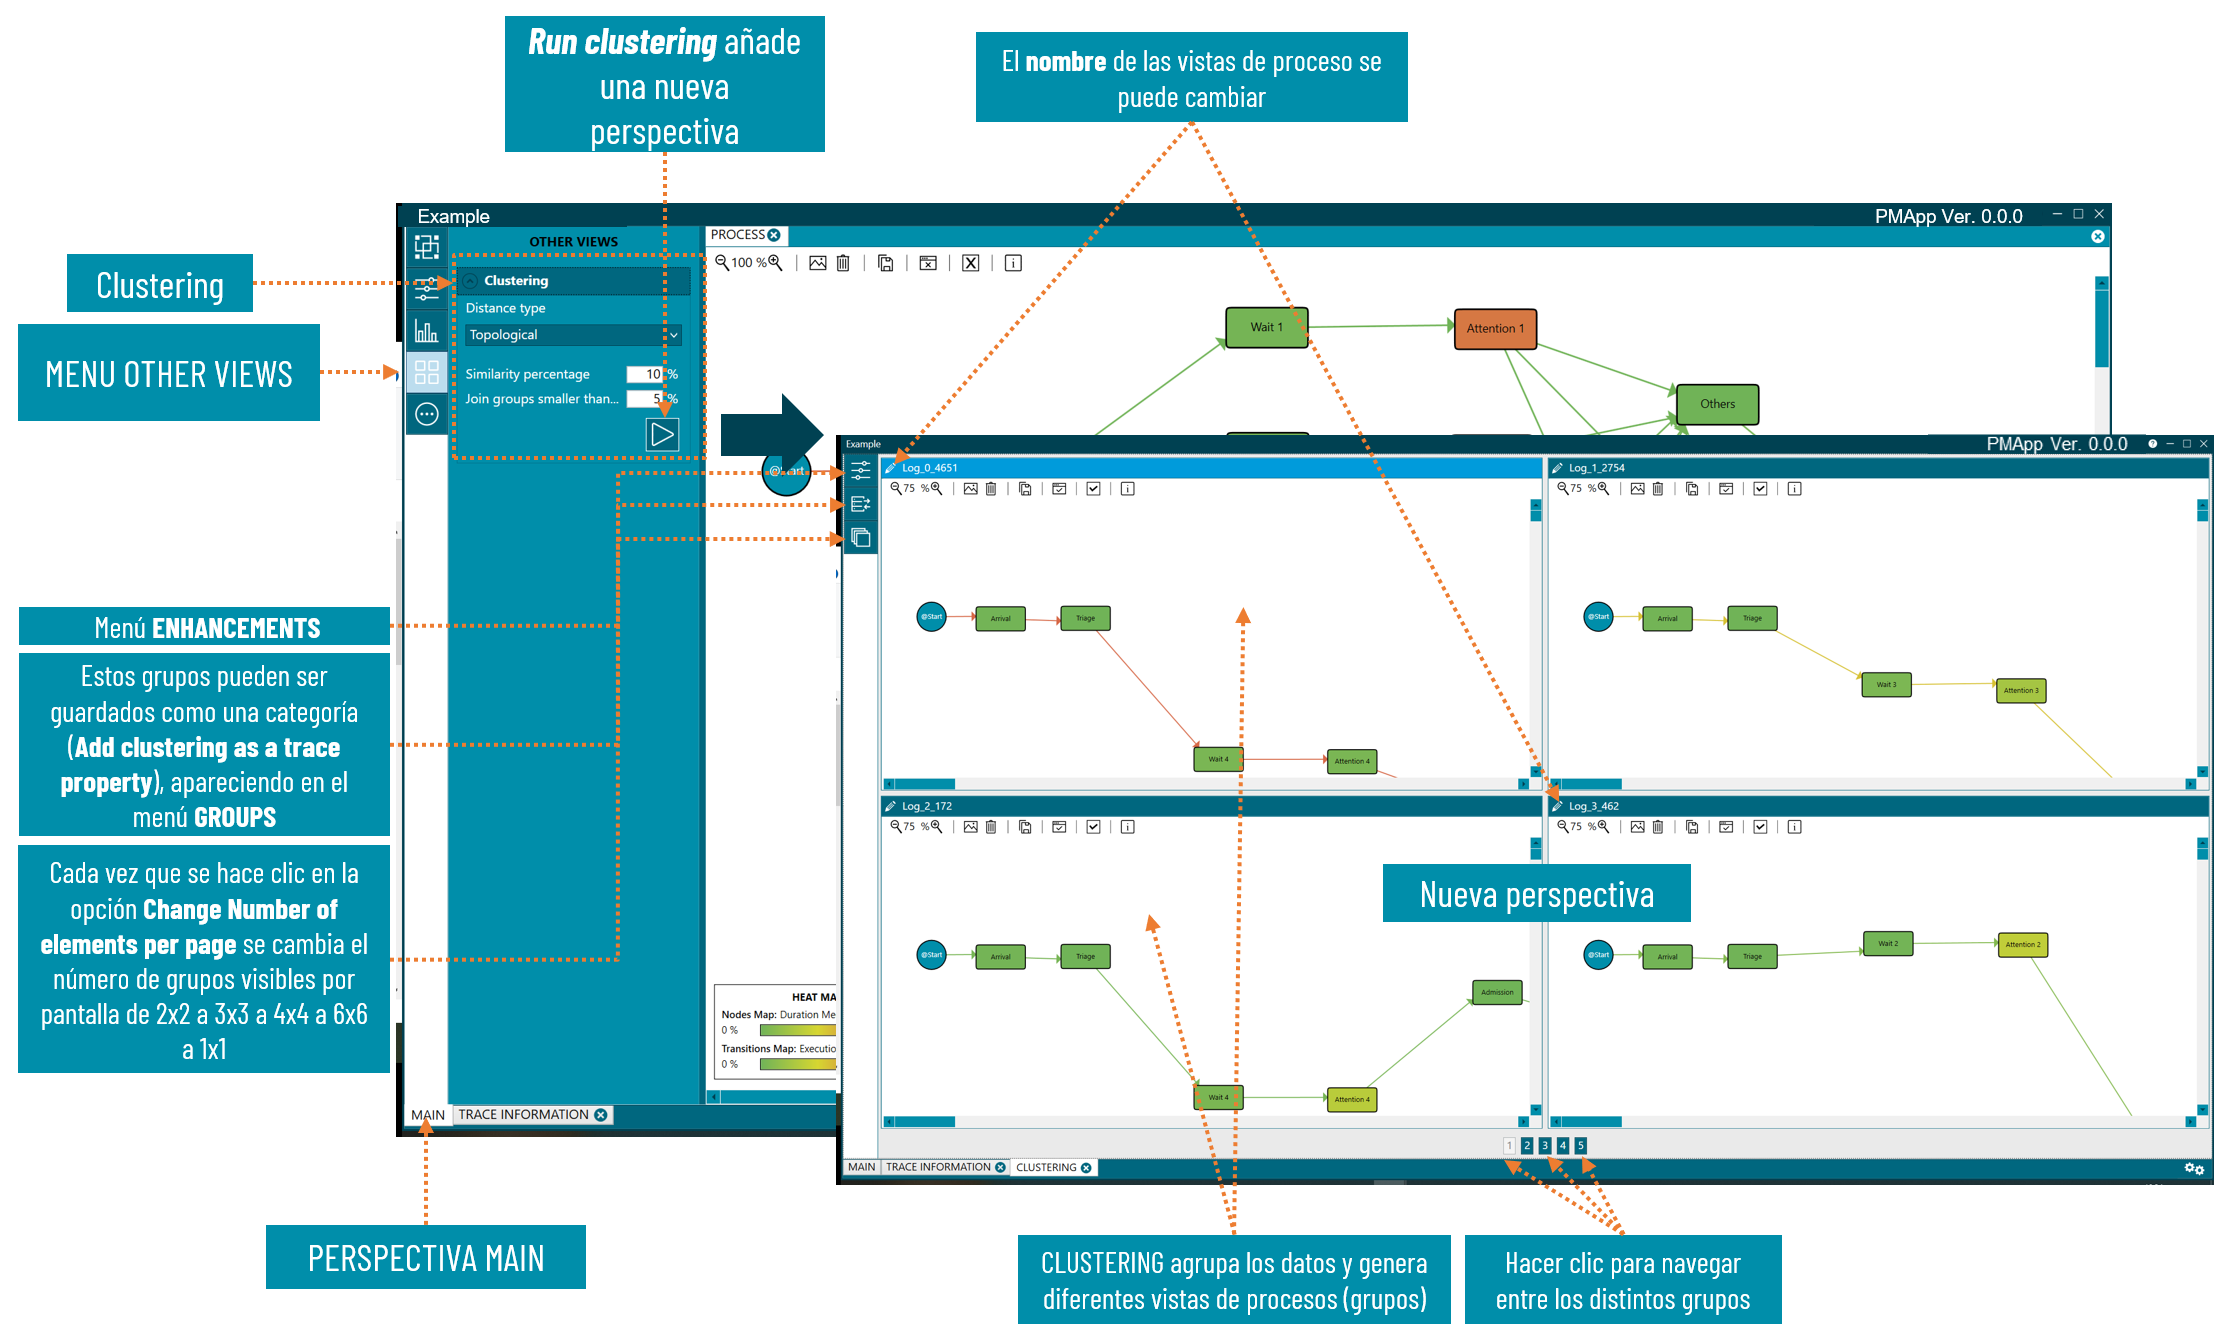 Run clustering añade
una nueva
perspectiva
El nombre de las vistas de proceso se
puede cambiar
Example
PMApp Ver. 0.0.0
OTHER VIEWS
PROCESS
Clustering
Clustering
Distance type
Topological
100 %
X
i
MENU OTHER VIEWS
Similarity percentage 10 %
Join groups smaller than... 5 %
Wait 1
Attention 1
Others
@Start
Example
PMApp Ver. 0.0.0
Log_0_4651
75 %
i
@Start
Arrival
Triage
Wait 4
Attention 4
Log_1_2754
75 %
i
@Start
Arrival
Triage
Wait 3
Attention 3
Menú ENHANCEMENTS
Estos grupos pueden ser
guardados como una categoría
(Add clustering as a trace
property), apareciendo en el
menú GROUPS
Cada vez que se hace clic en la
opción Change Number of
elements per page se cambia el
número de grupos visibles por
pantalla de 2x2 a 3x3 a 4x4 a 6x6
a 1x1
Log_2_172
75 %
i
@Start
Arrival
Triage
Wait 4
Attention 4
Admission
Log_3_462
75 %
i
Nueva perspectiva
@Start
Arrival
Triage
Wait 2
Attention 2
HEAT MA
Nodes Map: Duration Me
0 %
Transitions Map: Executio
0 %
MAIN
TRACE INFORMATION
1 2 3 4 5
MAIN
TRACE INFORMATION
CLUSTERING
PERSPECTIVA MAIN
CLUSTERING agrupa los datos y genera
diferentes vistas de procesos (grupos)
Hacer clic para navegar
entre los distintos grupos